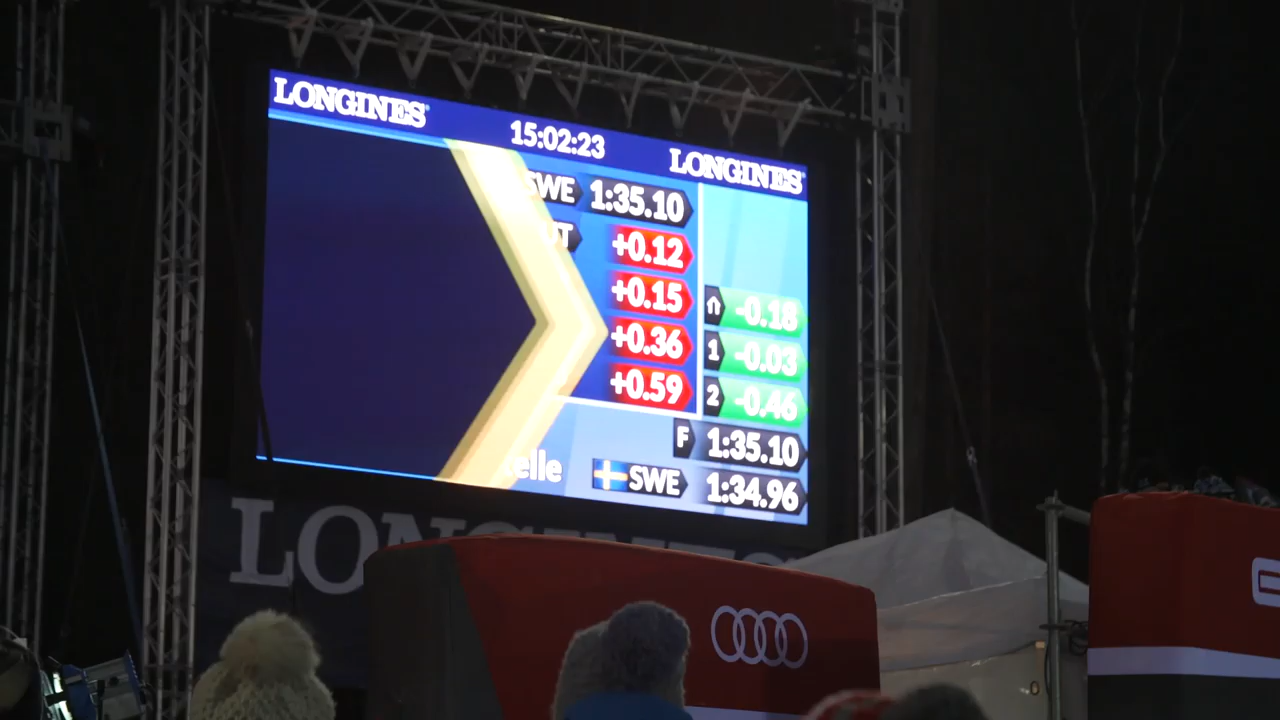 LONGINES
15:02:23
LONGINES
SWE 1:35.10
+0.12
+0.15
+0.36
+0.59
-0.18
1 -0.03
2 -0.46
F 1:35.10
elle SWE 1:34.96
LONGINES